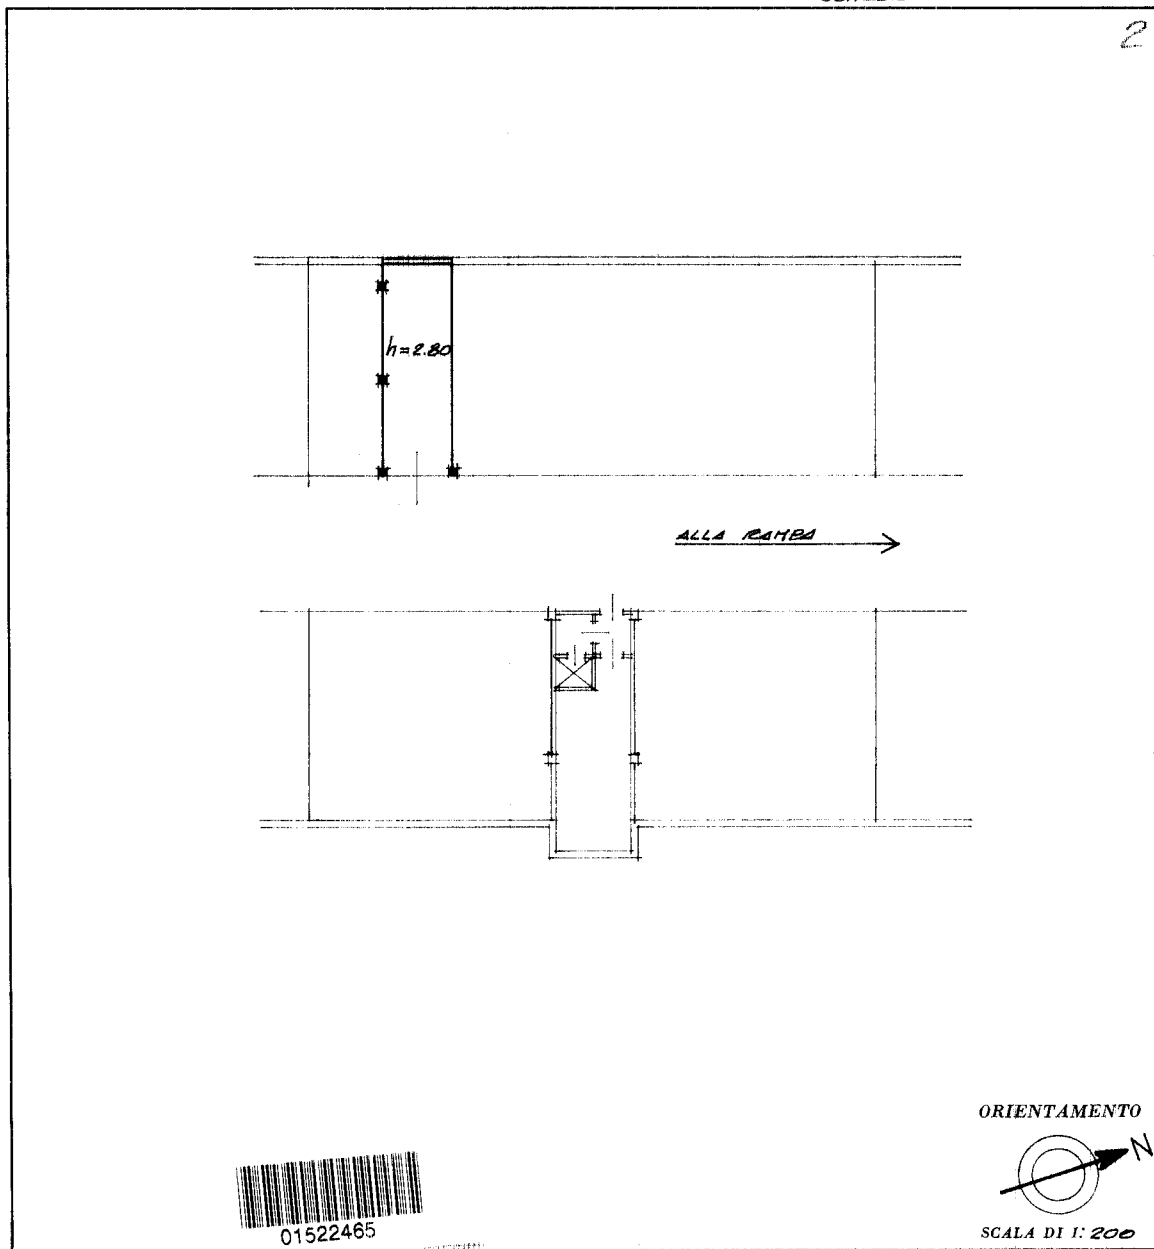 2
h=2.80
ALLA RAMPA
ORIENTAMENTO
N
SCALA DI 1: 200
01522465